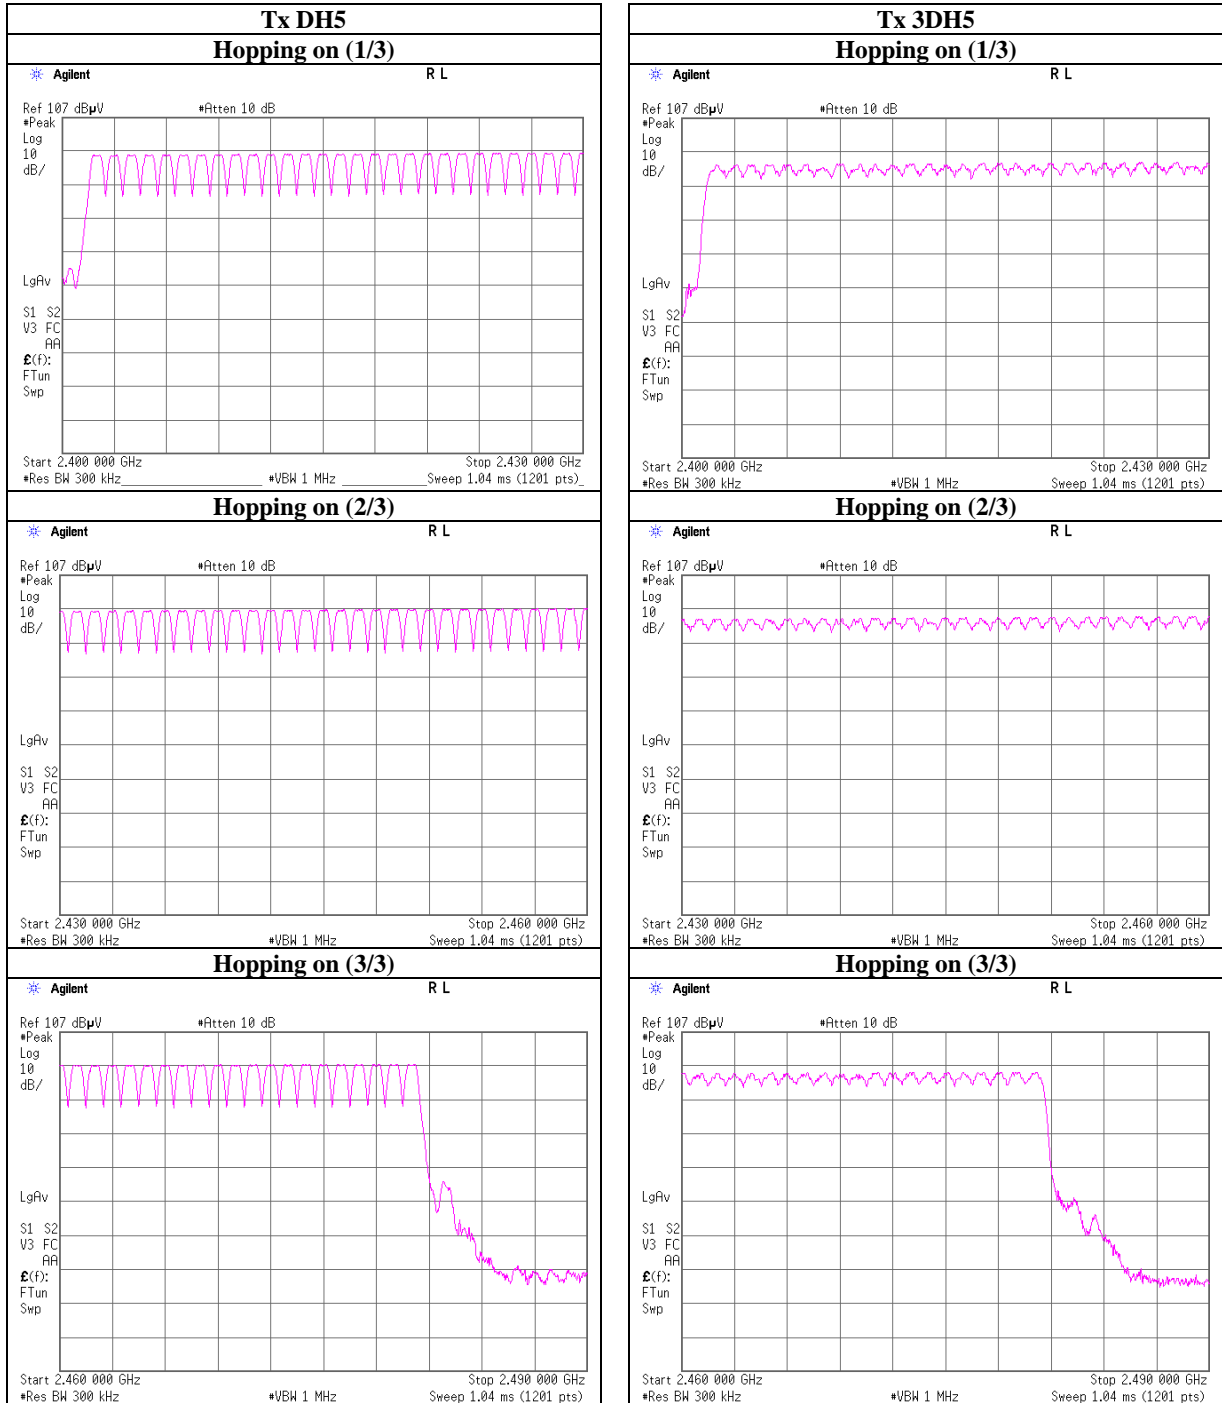 Tx DH5
Hopping on (1/3)
Agilent R L
Ref 107 dBµV #Atten 10 dB
#Peak
Log
10
dB/
LgAv
S1 S2
V3 FC
AA
£(f):
FTun
Swp
Start 2.400 000 GHz Stop 2.430 000 GHz
#Res BW 300 kHz #VBW 1 MHz Sweep 1.04 ms (1201 pts)
Hopping on (2/3)
Agilent R L
Ref 107 dBµV #Atten 10 dB
#Peak
Log
10
dB/
LgAv
S1 S2
V3 FC
AA
£(f):
FTun
Swp
Start 2.430 000 GHz Stop 2.460 000 GHz
#Res BW 300 kHz #VBW 1 MHz Sweep 1.04 ms (1201 pts)
Hopping on (3/3)
Agilent R L
Ref 107 dBµV #Atten 10 dB
#Peak
Log
10
dB/
LgAv
S1 S2
V3 FC
AA
£(f):
FTun
Swp
Start 2.460 000 GHz Stop 2.490 000 GHz
#Res BW 300 kHz #VBW 1 MHz Sweep 1.04 ms (1201 pts)
Tx 3DH5
Hopping on (1/3)
Agilent R L
Ref 107 dBµV #Atten 10 dB
#Peak
Log
10
dB/
LgAv
S1 S2
V3 FC
AA
£(f):
FTun
Swp
Start 2.400 000 GHz Stop 2.430 000 GHz
#Res BW 300 kHz #VBW 1 MHz Sweep 1.04 ms (1201 pts)
Hopping on (2/3)
Agilent R L
Ref 107 dBµV #Atten 10 dB
#Peak
Log
10
dB/
LgAv
S1 S2
V3 FC
AA
£(f):
FTun
Swp
Start 2.430 000 GHz Stop 2.460 000 GHz
#Res BW 300 kHz #VBW 1 MHz Sweep 1.04 ms (1201 pts)
Hopping on (3/3)
Agilent R L
Ref 107 dBµV #Atten 10 dB
#Peak
Log
10
dB/
LgAv
S1 S2
V3 FC
AA
£(f):
FTun
Swp
Start 2.460 000 GHz Stop 2.490 000 GHz
#Res BW 300 kHz #VBW 1 MHz Sweep 1.04 ms (1201 pts)